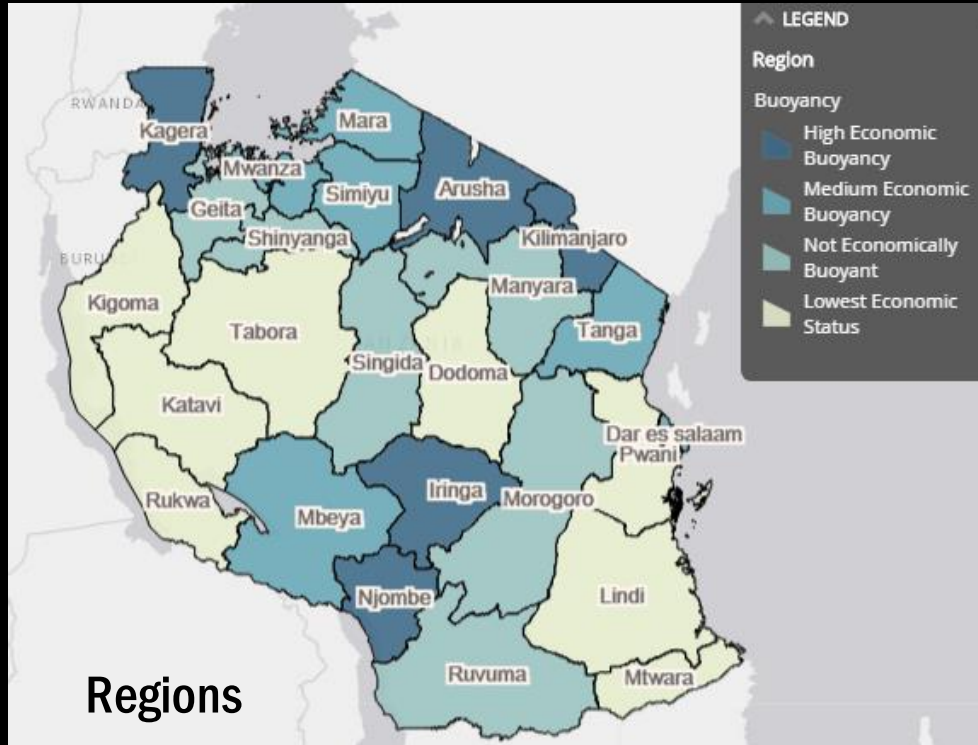 LEGEND
Region
Buoyancy
High Economic
Buoyancy
Medium Economic
Buoyancy
Not Economically
Buoyant
Lowest Economic
Status
RWANDA
Kagera
Mara
Mwanza
Simiyu
Arusha
Geita
Shinyanga
Kilimanjaro
BURU
Kigoma
Manyara
Tabora
Tanga
Singida
Dodoma
Katavi
Dar es salaam
Pwani
Rukwa
Iringa
Morogoro
Mbeya
Njombe
Lindi
Ruvuma
Mtwara
Regions